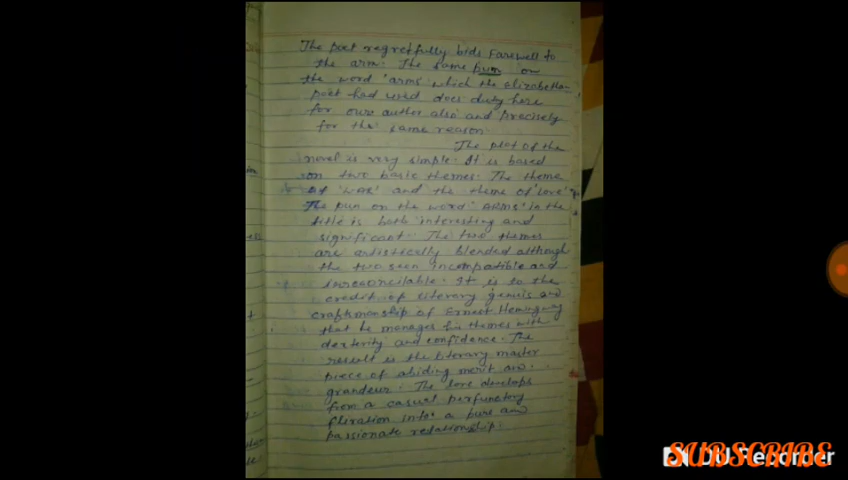 The poet regretfully bids Farewell to
the arm. The same pun on
the word 'arms' which the elizabethan
poet had used does duty here
for our author also and precisely
for the same reason.
The plot of the
novel is very simple. It is based
on two basic themes. The theme
of 'WAR' and the theme of 'Love'
The pun on the word 'ARMS' in the
title is both interesting and
significant. The two themes
are artistically blended although
the two seen incompatible and
irreconcilable. It is to the
credit of literary genius and
craftsmanship of Ernest Hemingway
that he manages themes with
dexterity and confidence. The
result is the literary master
piece of abiding merit and
grandeur. The love develops
from a casual perfunctory
fliration into a pure and
passionate relationship.
SUBSCRIBE
DU Recorder